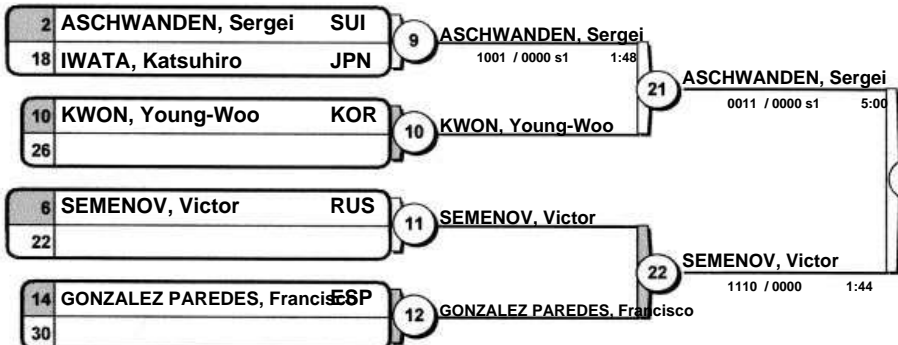 2 ASCHWANDEN, Sergei SUI
18 IWATA, Katsuhiro JPN
9
ASCHWANDEN, Sergei
1001 / 0000 s1 1:48
10 KWON, Young-Woo KOR
26
10
KWON, Young-Woo
21
ASCHWANDEN, Sergei
0011 / 0000 s1 5:00
6 SEMENOV, Victor RUS
22
11
SEMENOV, Victor
14 GONZALEZ PAREDES, Francisco ESP
30
12
GONZALEZ PAREDES, Francisco
22
SEMENOV, Victor
1110 / 0000 1:44